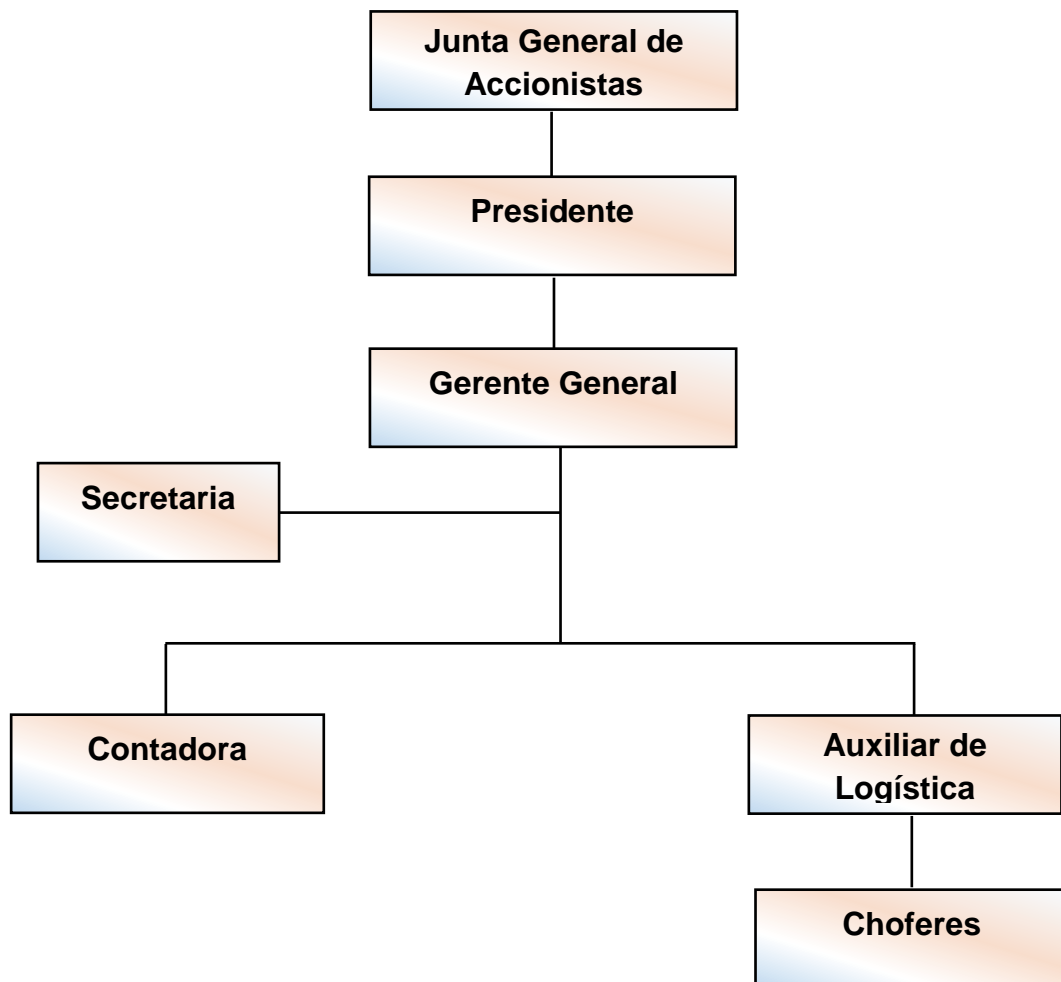 Junta General de
Accionistas
Presidente
Gerente General
Secretaria
Contadora
Auxiliar de
Logística
Choferes